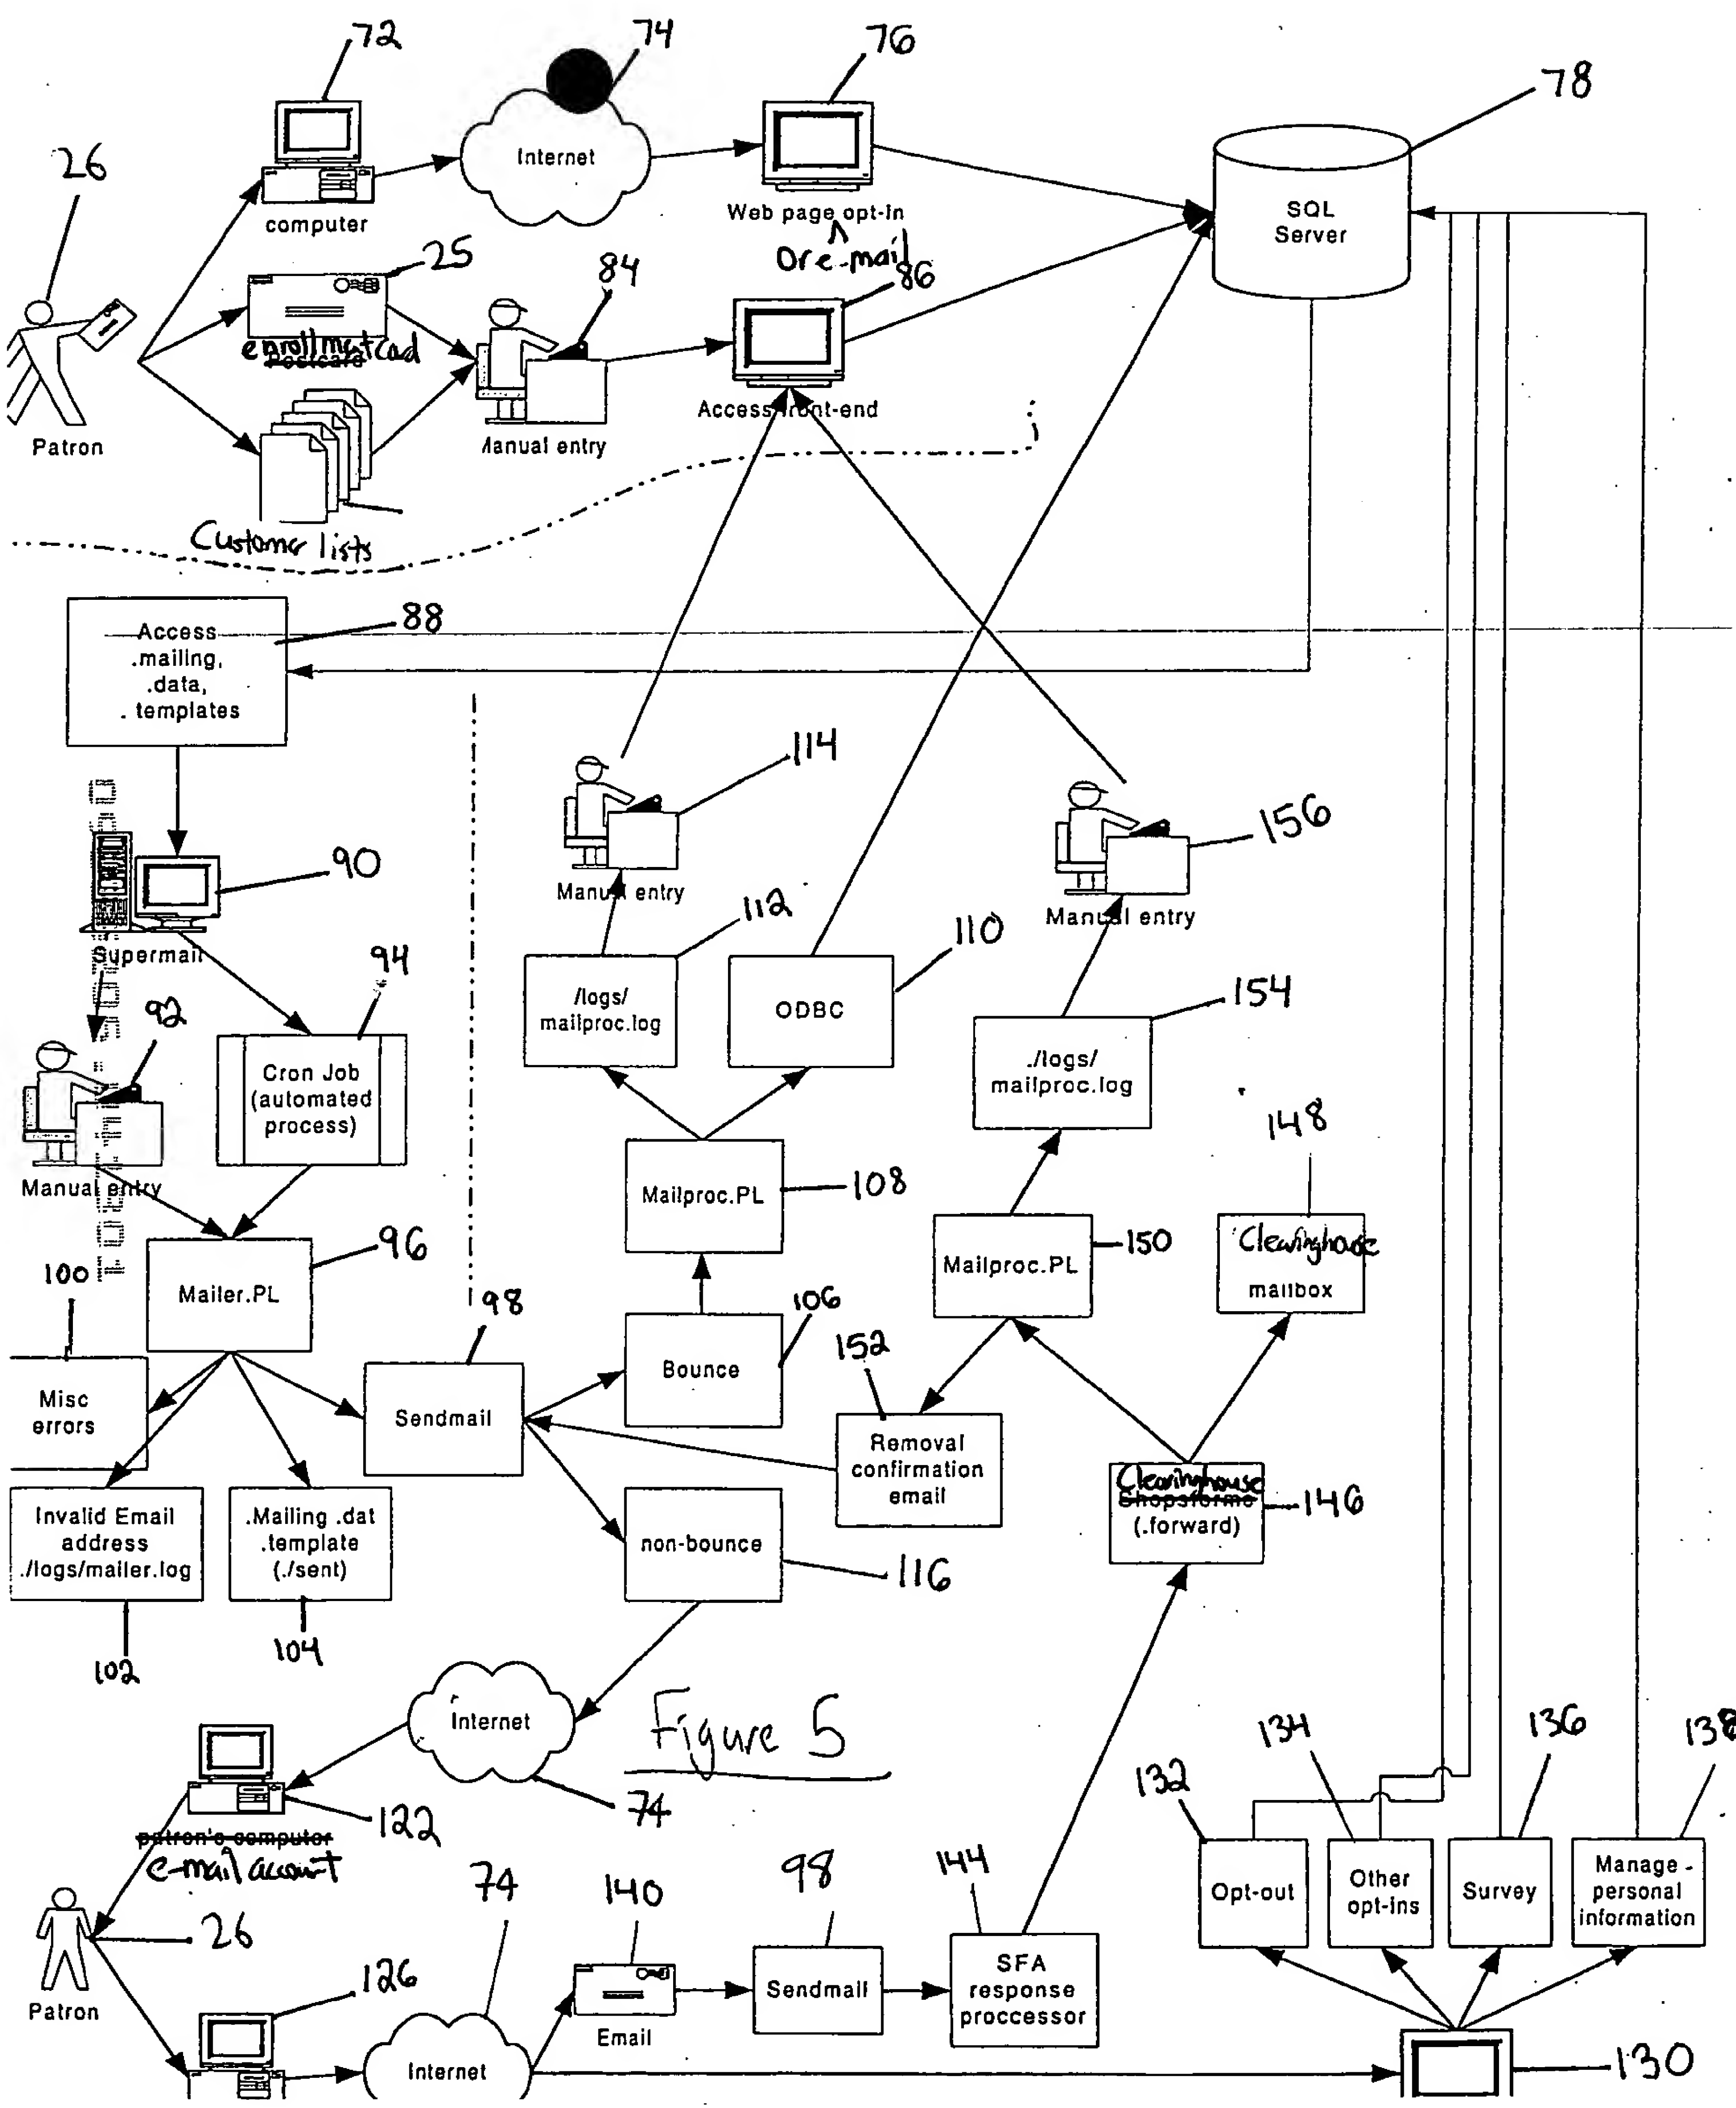 72
74
76
78
26
Internet
computer
Web page opt-in
^
or e-mail
SQL
Server
25
84
86
enrollmentcad
Postcard
Patron
Manual entry
Access front-end
Customer lists
Access
.mailing,
.data,
. templates
88
114
156
90
Manual entry
Manual entry
Supermail
112
110
94
92
/logs/
mailproc.log
ODBC
154
./logs/
mailproc.log
Cron Job
(automated
process)
148
Manual entry
Mailproc.PL
108
96
Mailer.PL
Mailproc.PL
150
Clearinghouse
mailbox
100
98
106
152
Misc
errors
Sendmail
Bounce
Removal
confirmation
email
Clearinghouse
Shopsforme
(.forward)
146
Invalid Email
address
./logs/mailer.log
.Mailing .dat
.template
(./sent)
non-bounce
116
102
104
Internet
Figure 5
74
122
patron's computer
e-mail account
132
134
136
138
Opt-out
Other
opt-ins
Survey
Manage
personal
information
74
140
98
144
26
Patron
126
Internet
Email
Sendmail
SFA
response
proccessor
130